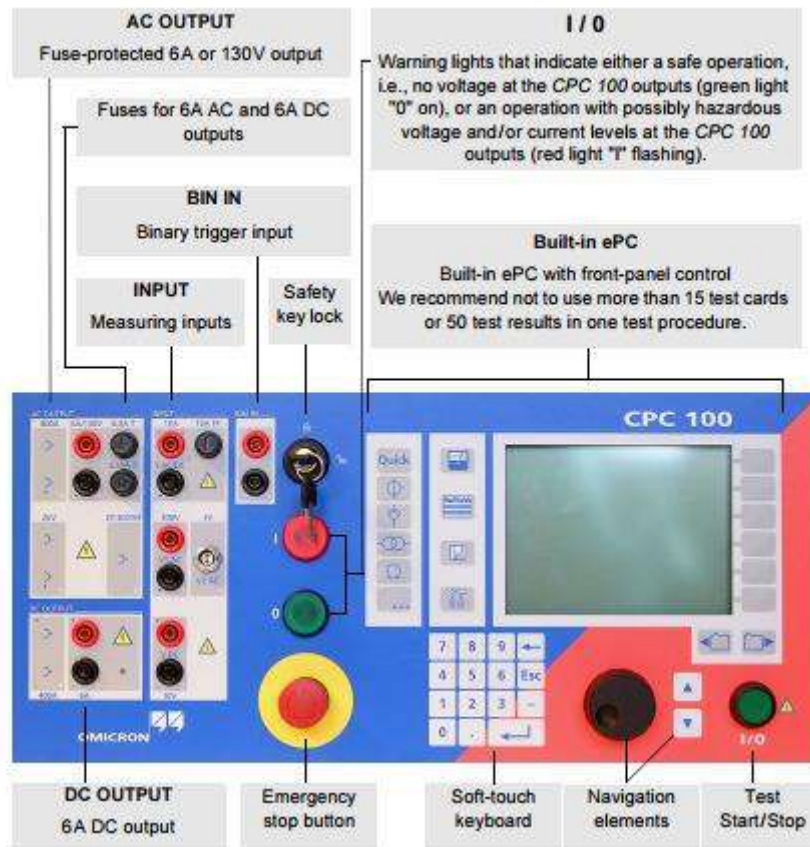 AC OUTPUT
Fuse-protected 6A or 130V output
Fuses for 6A AC and 6A DC
outputs
BIN IN
Binary trigger input
INPUT
Measuring inputs
Safety
key lock
I / 0
Warning lights that indicate either a safe operation,
i.e., no voltage at the CPC 100 outputs (green light
"0" on), or an operation with possibly hazardous
voltage and/or current levels at the CPC 100
outputs (red light "I" flashing).
Built-in ePC
Built-in ePC with front-panel control
We recommend not to use more than 15 test cards
or 50 test results in one test procedure.
CPC 100
AC OUTPUT
INPUT
Quick
I
0
...
7 8 9
4 5 6 Esc
1 2 3 -
0 .
I/0
OMICRON
DC OUTPUT
6A DC output
Emergency
stop button
Soft-touch
keyboard
Navigation
elements
Test
Start/Stop